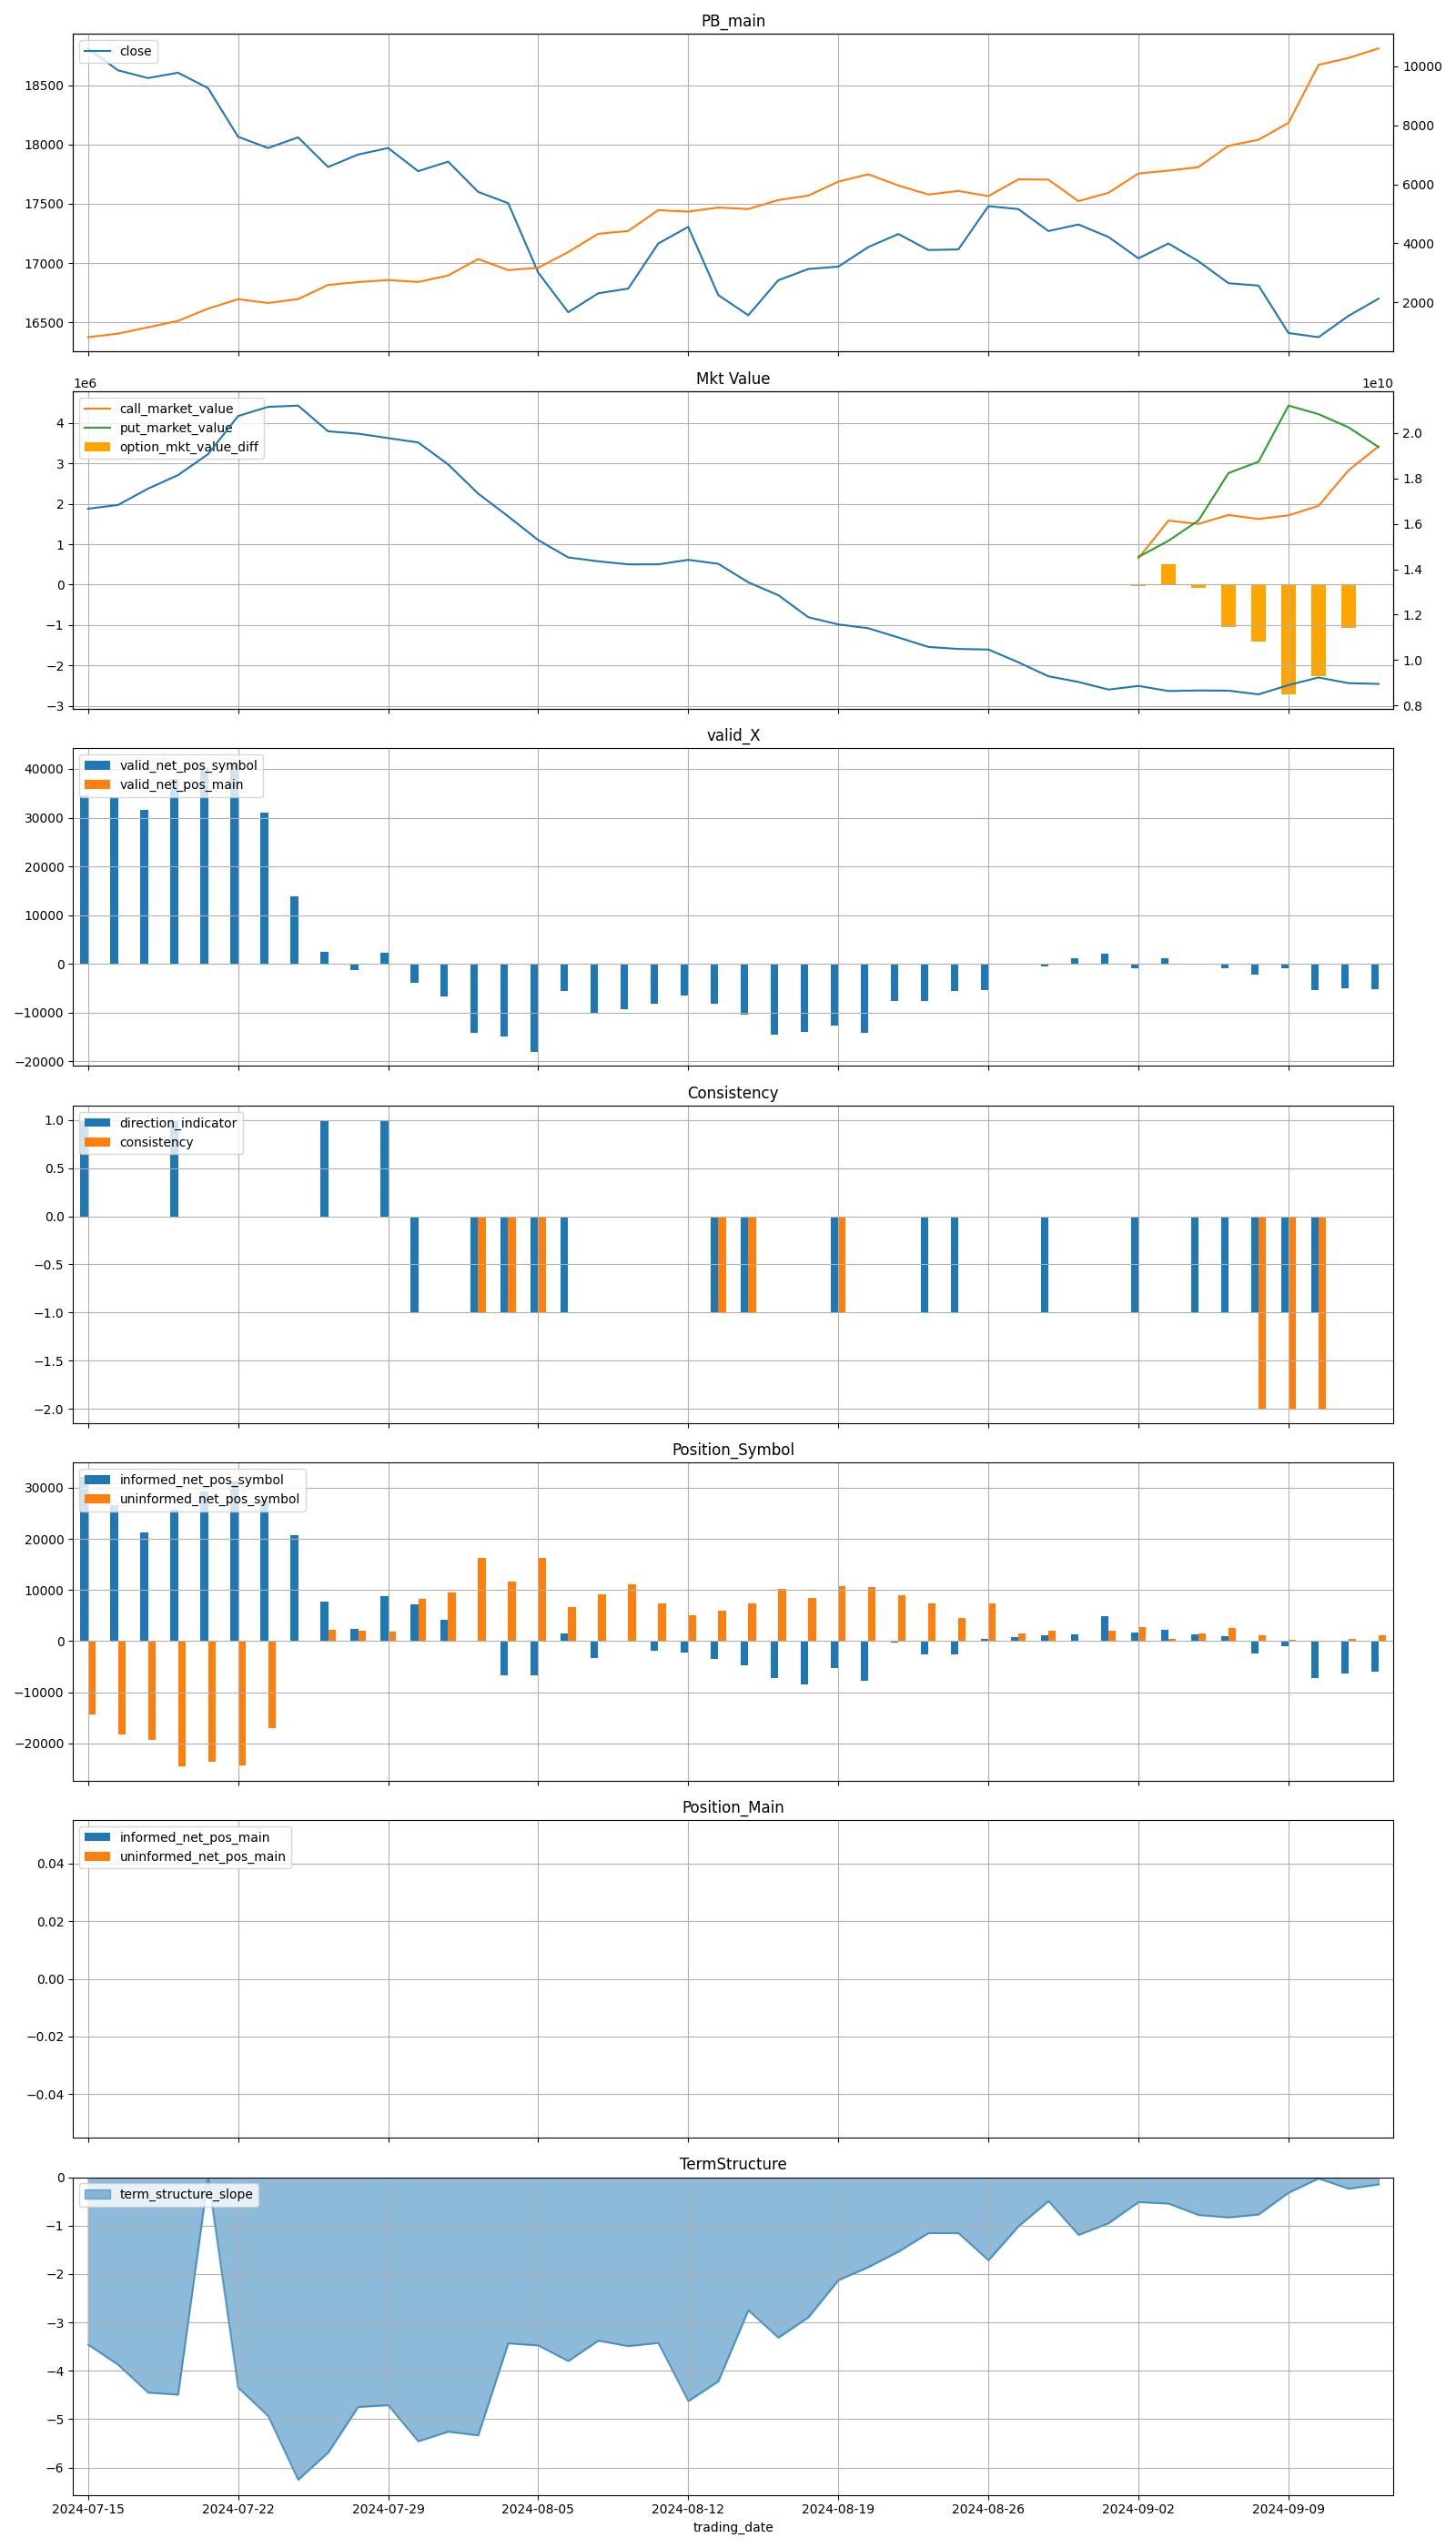 PB_main
close
18500
18000
17500
17000
16500
10000
8000
6000
4000
2000
Mkt Value
1e6
1e10
call_market_value
put_market_value
option_mkt_value_diff
4
3
2
1
0
−1
−2
−3
2.0
1.8
1.6
1.4
1.2
1.0
0.8
valid_X
valid_net_pos_symbol
valid_net_pos_main
40000
30000
20000
10000
0
−10000
−20000
Consistency
direction_indicator
consistency
1.0
0.5
0.0
−0.5
−1.0
−1.5
−2.0
Position_Symbol
informed_net_pos_symbol
uninformed_net_pos_symbol
30000
20000
10000
0
−10000
−20000
Position_Main
informed_net_pos_main
uninformed_net_pos_main
0.04
0.02
0.00
−0.02
−0.04
TermStructure
term_structure_slope
0
−1
−2
−3
−4
−5
−6
2024-07-15 2024-07-22 2024-07-29 2024-08-05 2024-08-12 2024-08-19 2024-08-26 2024-09-02 2024-09-09
trading_date